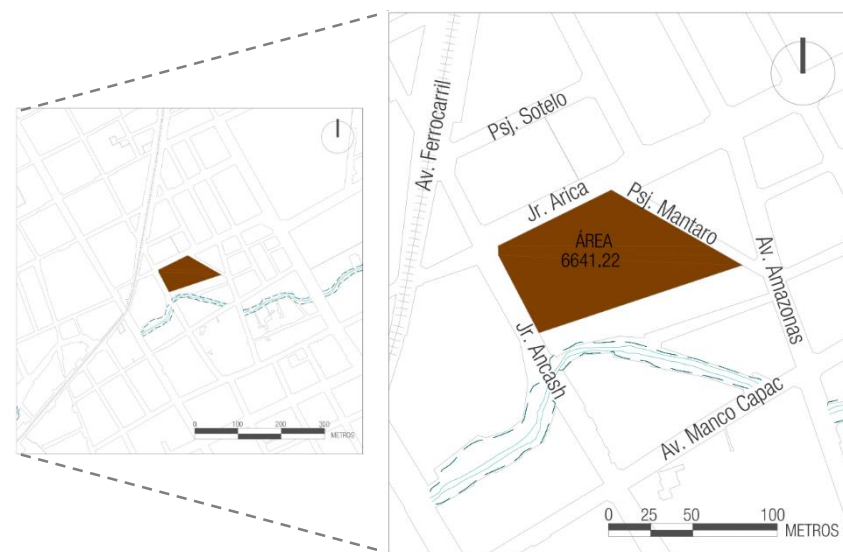 0 100 200 300
METROS
Av. Ferrocarril
Psj. Sotelo
Jr. Arica
Psj. Mantaro
ÁREA
6641.22
Av. Amazonas
Jr. Ancash
Av. Manco Capac
0 25 50 100
METROS